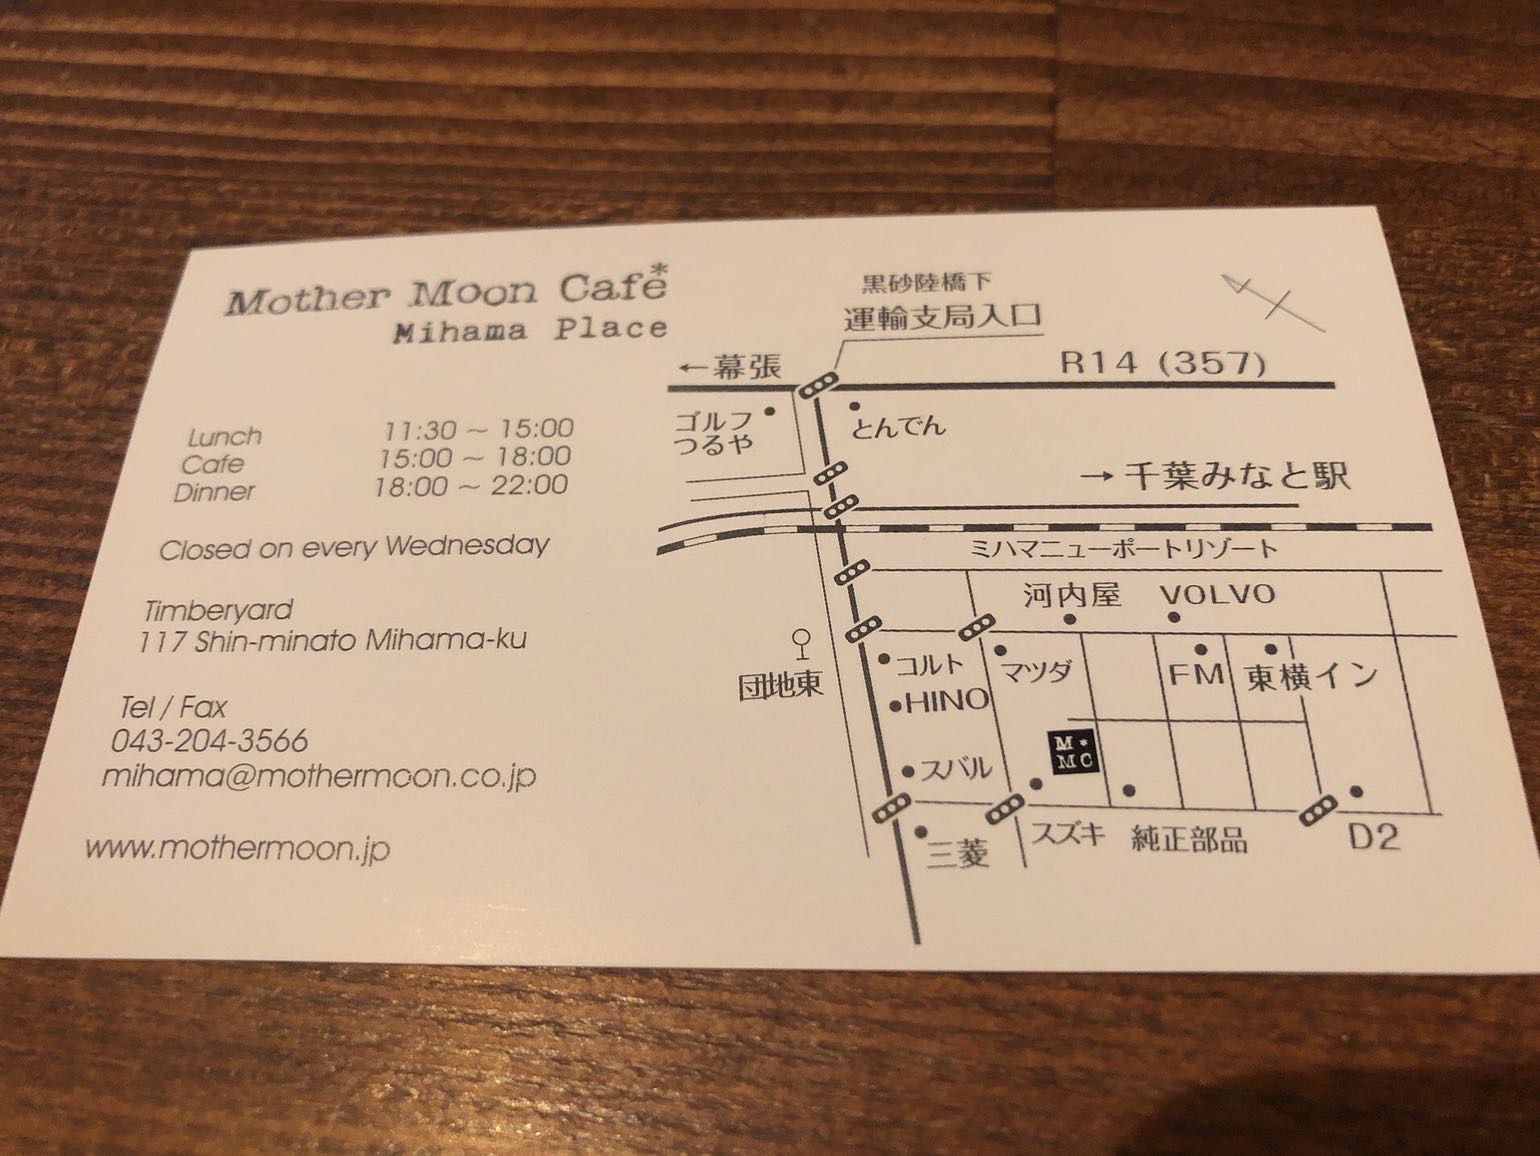 Mother Moon Cafe*
Mihama Place
Lunch 11:30 ~ 15:00
Cafe 15:00 ~ 18:00
Dinner 18:00 ~ 22:00
Closed on every Wednesday
Timberyard
117 Shin-minato Mihama-ku
Tel / Fax
043-204-3566
mihama@mothermoon.co.jp
www.mothermoon.jp
黒砂陸橋下
運輸支局入口
←幕張
R14 (357)
ゴルフ
つるや
とんでん
→千葉みなと駅
ミハマニューポートリゾート
河内屋
VOLVO
団地東
コルト
マツダ
FM
東横イン
HINO
M*
MC
スバル
三菱
スズキ
純正部品
D2